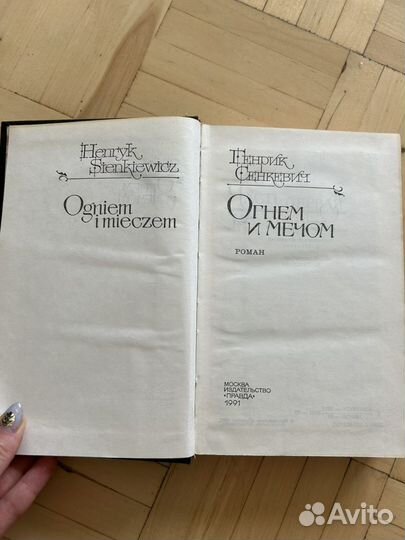 Henryk
Sienkiewicz
Ogniem
i mieczem
Генрик
Сенкевич
Огнем
и мечом
РОМАН
МОСКВА
ИЗДАТЕЛЬСТВО
«ПРАВДА»
1991
Avito